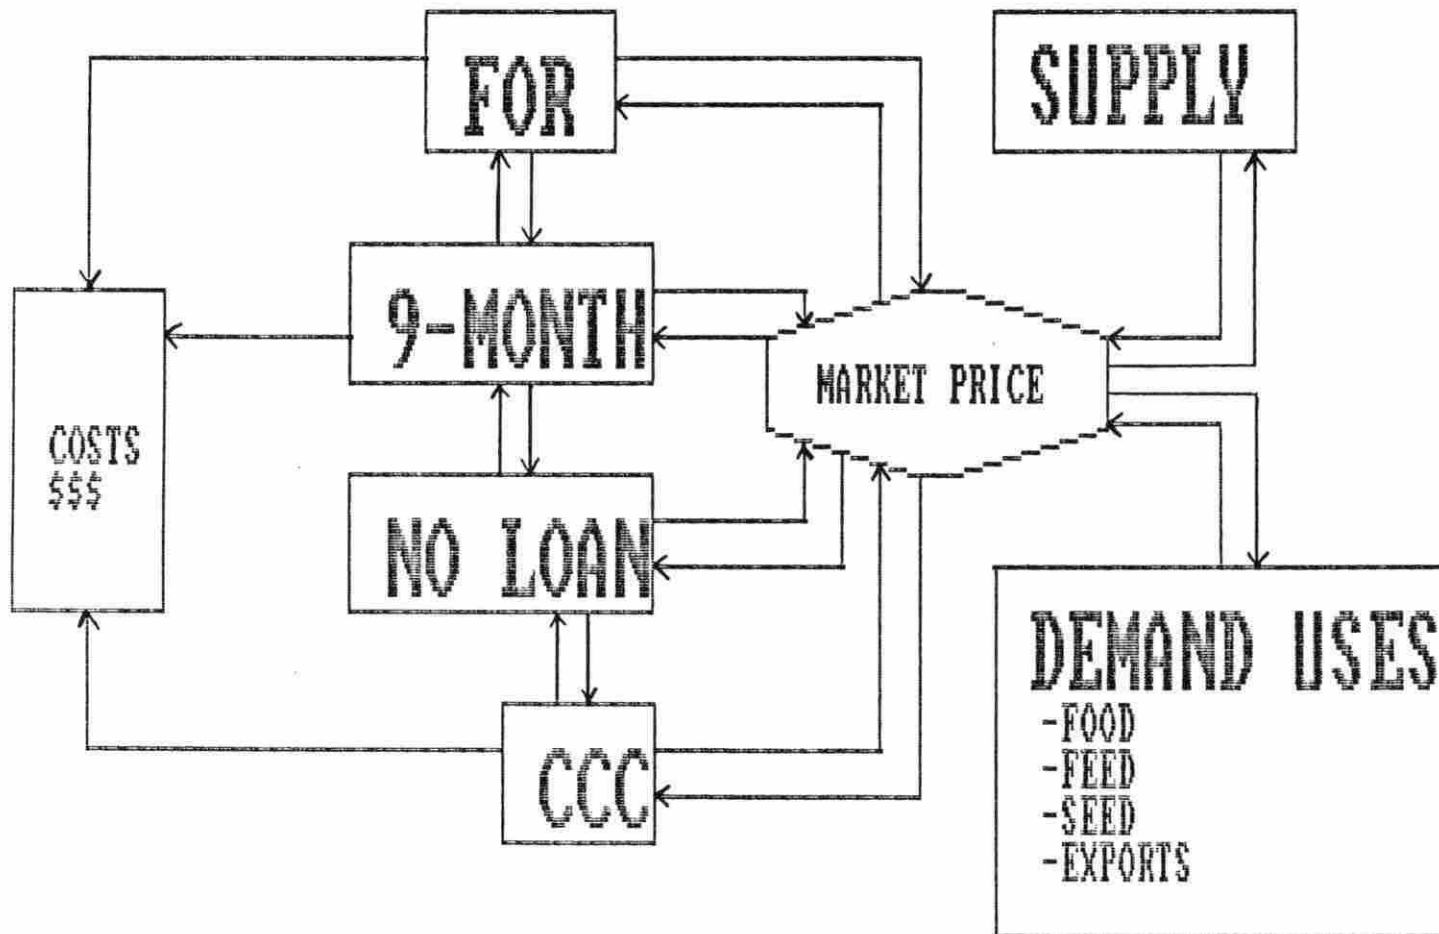 FOR
SUPPLY
9-MONTH
MARKET PRICE
COSTS
$$$
NO LOAN
DEMAND USES
-FOOD
-FEED
-SEED
-EXPORTS
CCC